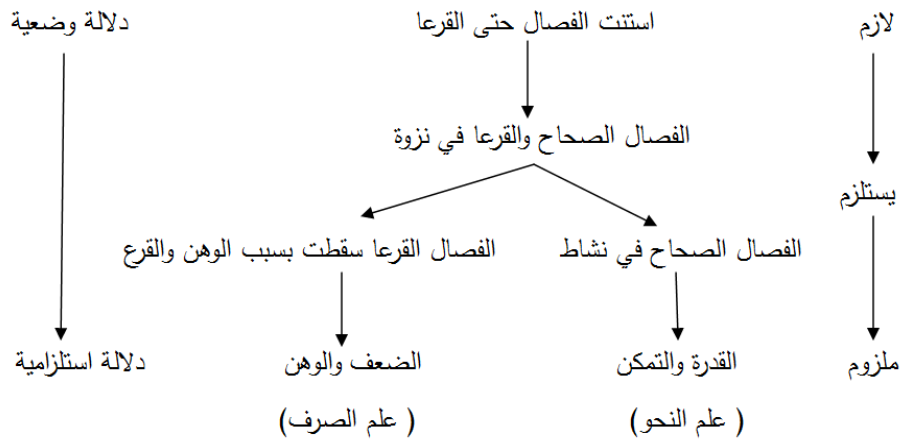 لازم
استنت الفصال حتى القرعا
دلالة وضعية
الفصال الصحاح والقرعا في نزوة
يستلزم
الفصال الصحاح في نشاط
الفصال القرعا سقطت بسبب الوهن والقرع
ملزوم
القدرة والتمكن
الضعف والوهن
دلالة استلزامية
( علم النحو)
( علم الصرف)